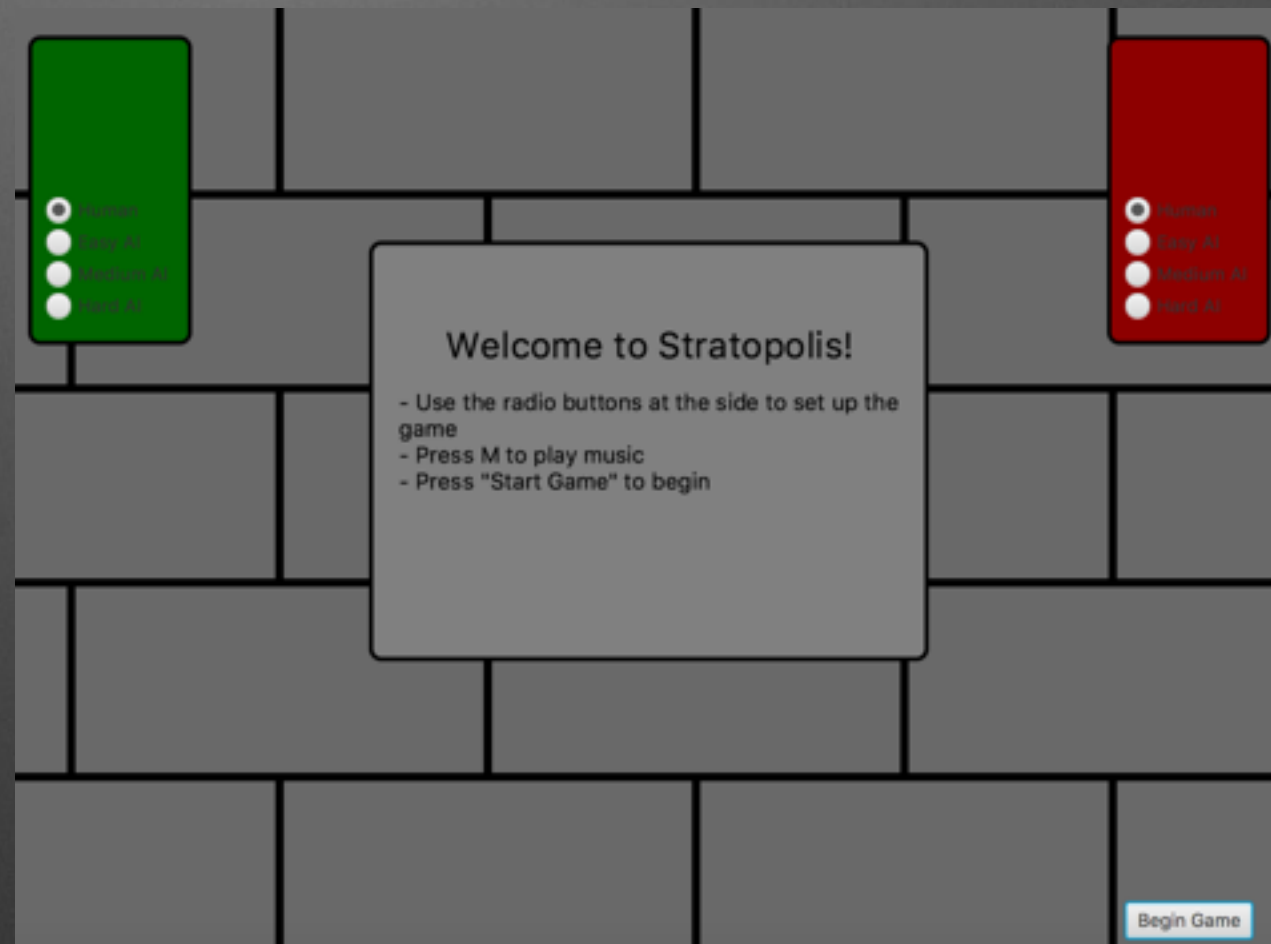 Human
Easy AI
Medium AI
Hard AI
Human
Easy AI
Medium AI
Hard AI
Welcome to Stratopolis!
- Use the radio buttons at the side to set up the
game
- Press M to play music
- Press "Start Game" to begin
Begin Game